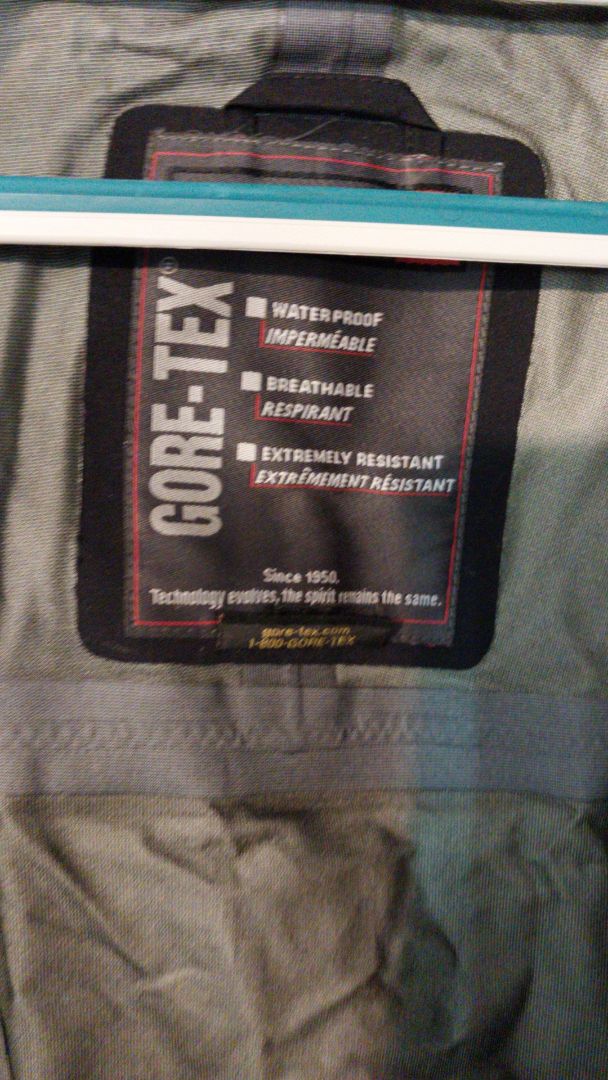 GORE-TEX®
WATERPROOF
IMPERMÉABLE
BREATHABLE
RESPIRANT
EXTREMELY RESISTANT
EXTRÊMEMENT RÉSISTANT
Since 1950,
Technology evolves, the spirit remains the same.
gore-tex.com
1-800-GORE-TEX